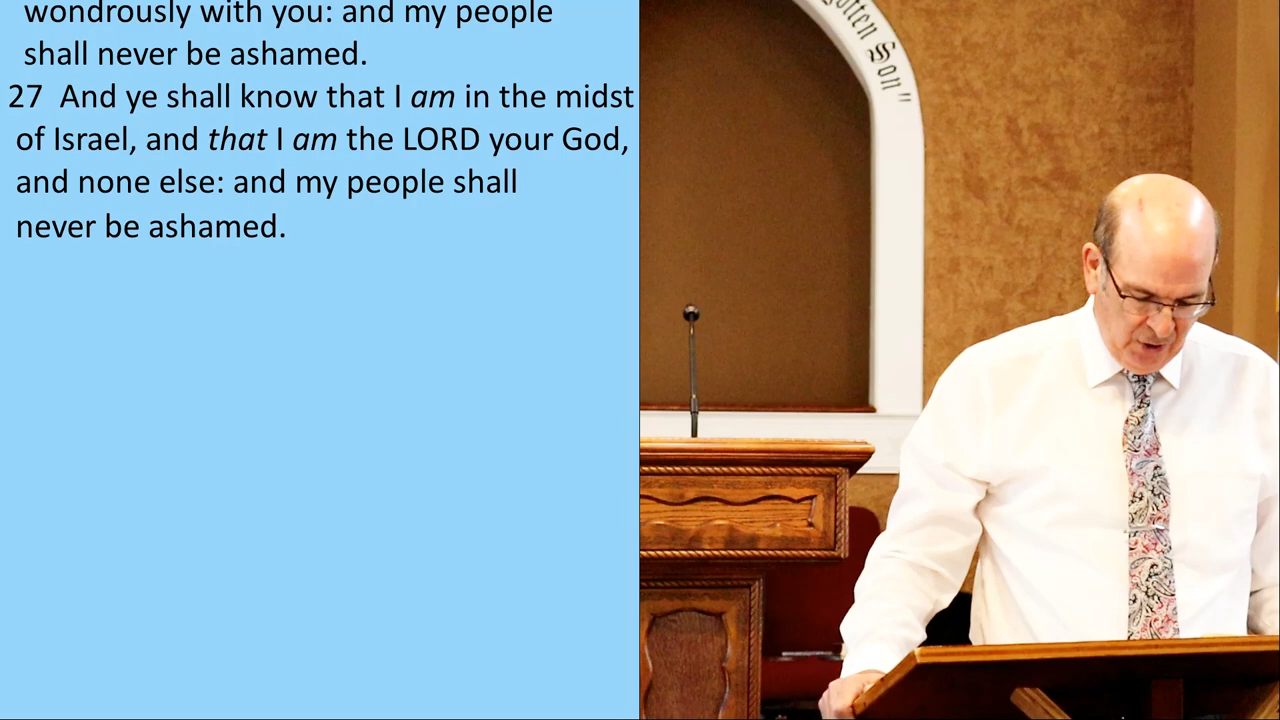 wondrously with you: and my people
shall never be ashamed.
27 And ye shall know that I am in the midst
of Israel, and that I am the LORD your God,
and none else: and my people shall
never be ashamed.
Son"